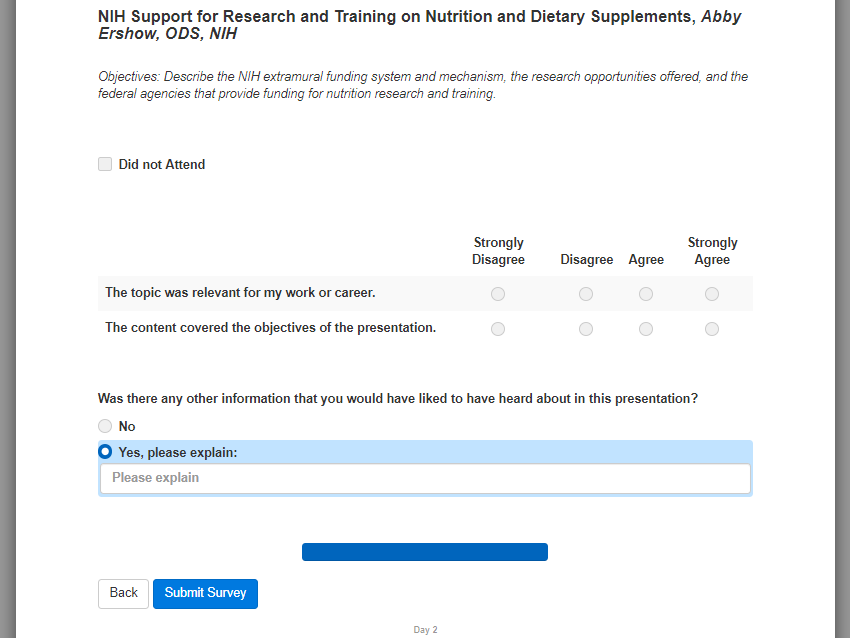 NIH Support for Research and Training on Nutrition and Dietary Supplements, Abby
Ershow, ODS, NIH
Objectives: Describe the NIH extramural funding system and mechanism, the research opportunities offered, and the
federal agencies that provide funding for nutrition research and training.
Did not Attend
Strongly Disagree Disagree Agree Strongly Agree
The topic was relevant for my work or career.
The content covered the objectives of the presentation.
Was there any other information that you would have liked to have heard about in this presentation?
No
Yes, please explain:
Please explain
Back Submit Survey
Day 2